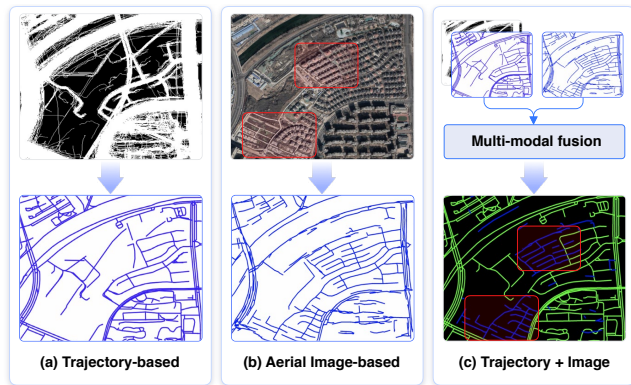 Multi-modal fusion
(a) Trajectory-based
(b) Aerial Image-based
(c) Trajectory + Image